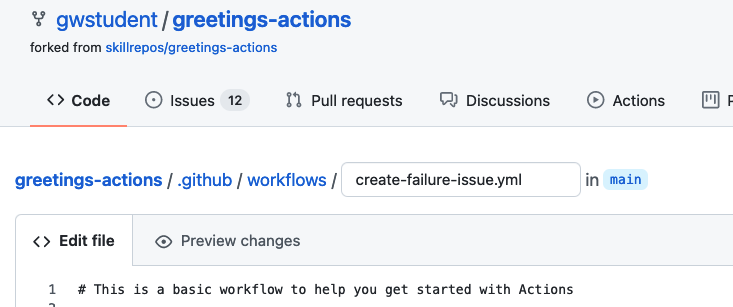 gwstudent / greetings-actions
forked from skillrepos/greetings-actions
<> Code Issues 12 Pull requests Discussions Actions P
greetings-actions / .github / workflows / create-failure-issue.yml in main
<> Edit file Preview changes
1 # This is a basic workflow to help you get started with Actions